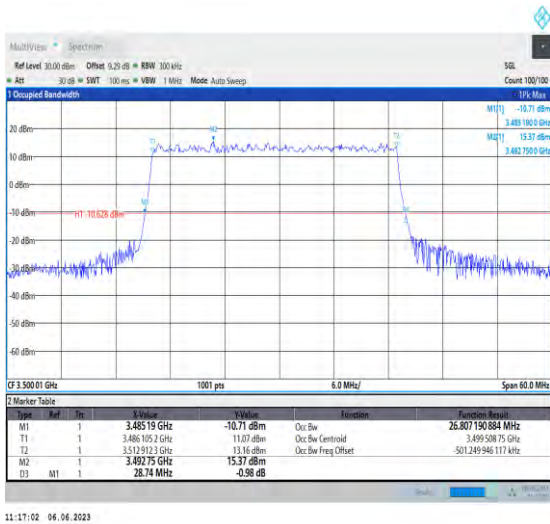 MultiView Spectrum
Ref Level 30.00 dBm Offset 9.29 dB RBW 300 kHz SGL
Att 30 dB SWT 100 ms VBW 1 MHz Mode Auto Sweep Count 100/100
1 Occupied Bandwidth 1Pk Max
M1[1] -10.71 dBm
3.485 190 0 GHz
M2[1] 15.37 dBm
3.492 750 0 GHz
20 dBm
10 dBm
0 dBm
-10 dBm
H1 -10.628 dBm
-20 dBm
-30 dBm
-40 dBm
-50 dBm
-60 dBm
T1
M2
T2
M1
CF 3.500 01 GHz 1001 pts 6.0 MHz/ Span 60.0 MHz
2 Marker Table
Type Ref Trc X-Value Y-Value Function Function Result
M1 1 3.485 19 GHz -10.71 dBm Occ Bw 26.807 190 884 MHz
T1 1 3.486 105 2 GHz 11.07 dBm Occ Bw Centroid 3.499 508 75 GHz
T2 1 3.512 912 3 GHz 13.16 dBm Occ Bw Freq Offset -501.249 946 117 kHz
M2 1 3.492 75 GHz 15.37 dBm
D3 M1 1 28.74 MHz -0.98 dB
11:17:02 06.06.2023